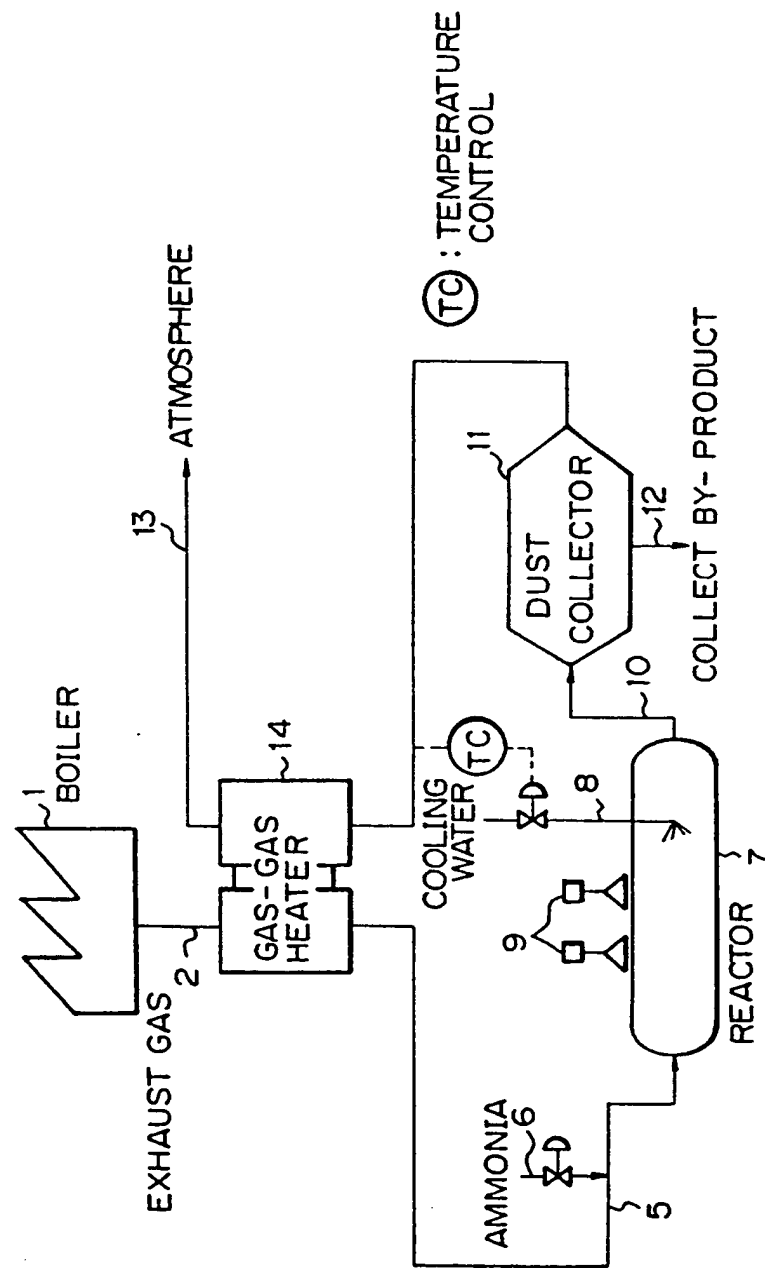 1
BOILER
13
ATMOSPHERE
EXHAUST GAS
2
GAS-GAS
HEATER
14
TC : TEMPERATURE
CONTROL
COOLING
WATER
TC
AMMONIA
6
5
9
8
REACTOR
7
10
DUST
COLLECTOR
11
12
COLLECT BY-PRODUCT